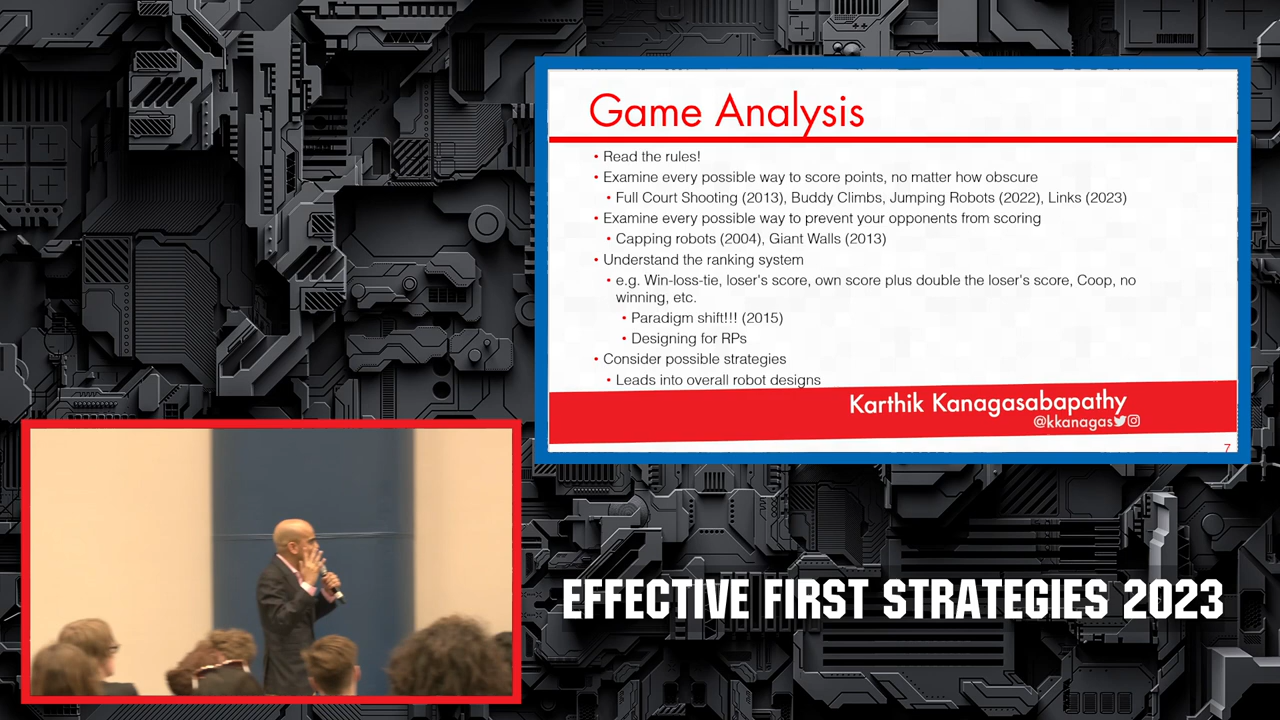 Game Analysis
• Read the rules!
• Examine every possible way to score points, no matter how obscure
• Full Court Shooting (2013), Buddy Climbs, Jumping Robots (2022), Links (2023)
• Examine every possible way to prevent your opponents from scoring
• Capping robots (2004), Giant Walls (2013)
• Understand the ranking system
• e.g. Win-loss-tie, loser's score, own score plus double the loser's score, Coop, no
winning, etc.
• Paradigm shift!!! (2015)
• Designing for RPs
• Consider possible strategies
• Leads into overall robot designs
Karthik Kanagasabapathy
@kkanagas
7
EFFECTIVE FIRST STRATEGIES 2023